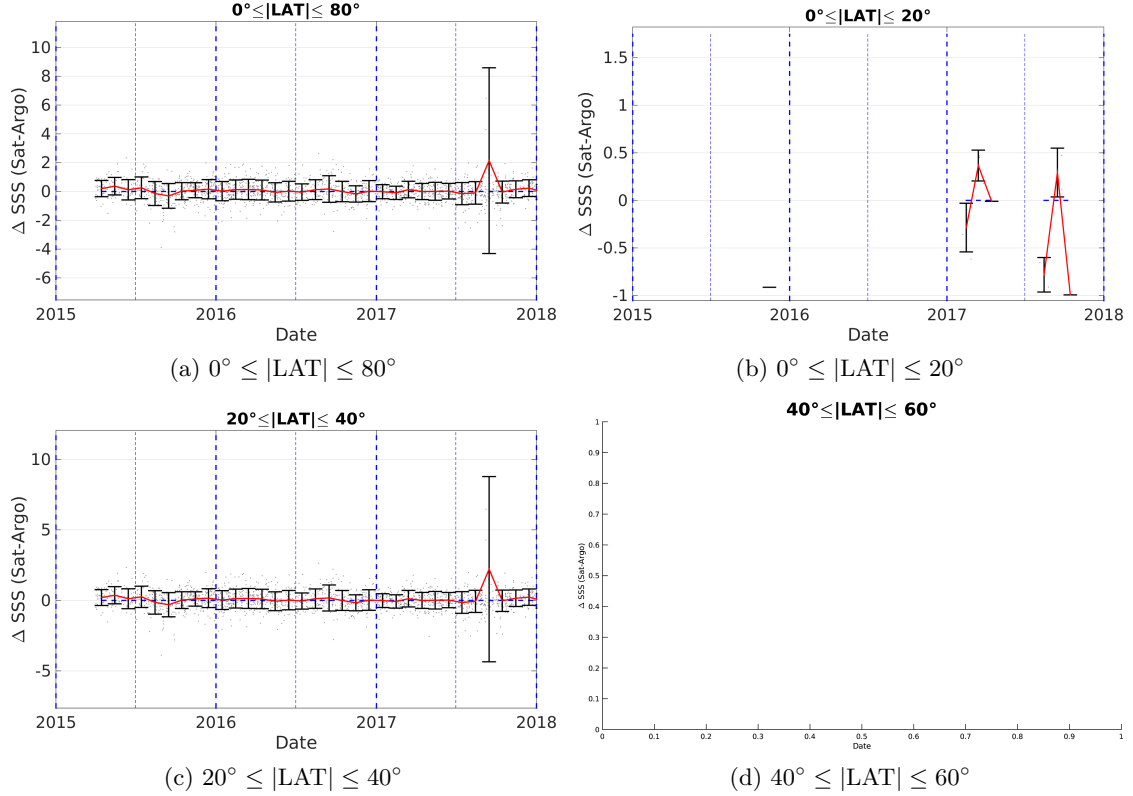 0°≤|LAT|≤ 80°
Δ SSS (Sat-Argo)
10
8
6
4
2
0
-2
-4
-6
2015 2016 2017 2018
Date
(a) 0° ≤ |LAT| ≤ 80°
0°≤|LAT|≤ 20°
Δ SSS (Sat-Argo)
1.5
1
0.5
0
-0.5
-1
2015 2016 2017 2018
Date
(b) 0° ≤ |LAT| ≤ 20°
20°≤|LAT|≤ 40°
Δ SSS (Sat-Argo)
10
5
0
-5
2015 2016 2017 2018
Date
(c) 20° ≤ |LAT| ≤ 40°
40°≤|LAT|≤ 60°
Δ SSS (Sat-Argo)
1
0.9
0.8
0.7
0.6
0.5
0.4
0.3
0.2
0.1
0
0 0.1 0.2 0.3 0.4 0.5 0.6 0.7 0.8 0.9 1
Date
(d) 40° ≤ |LAT| ≤ 60°